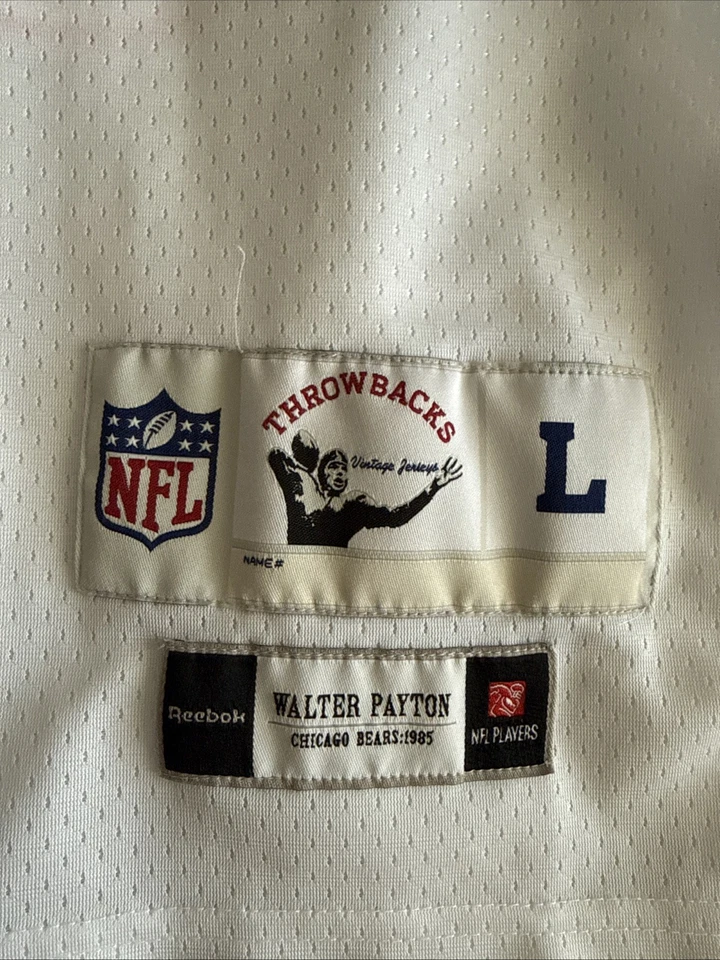 THROWBACKS
Vintage Jerseys
NFL
L
NAME#
Reebok
WALTER PAYTON
CHICAGO BEARS:1985
NFL PLAYERS